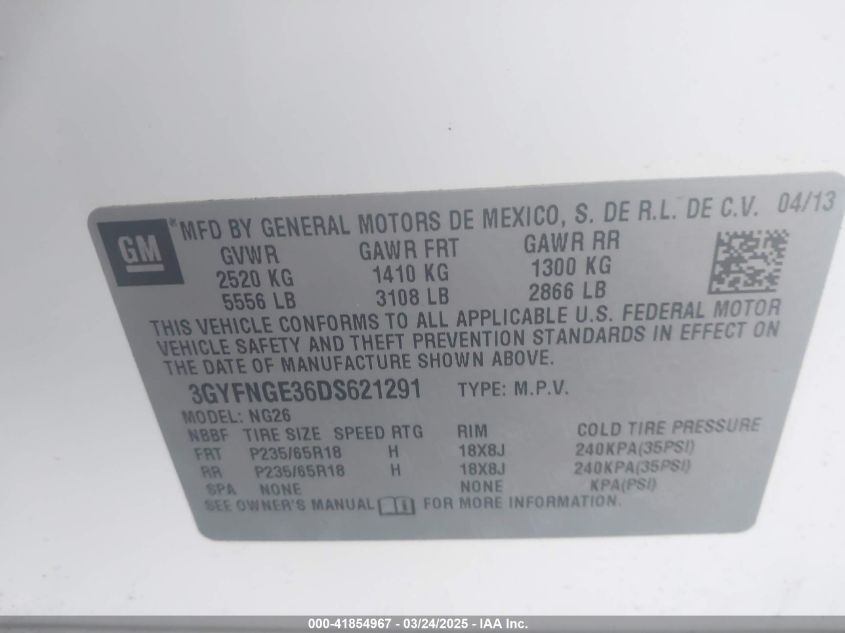 GM
*MFD BY GENERAL MOTORS DE MEXICO, S. DE R.L. DE C.V. 04/13
GVWR GAWR FRT GAWR RR
2520 KG 1410 KG 1300 KG
5556 LB 3108 LB 2866 LB
THIS VEHICLE CONFORMS TO ALL APPLICABLE U.S. FEDERAL MOTOR
VEHICLE SAFETY AND THEFT PREVENTION STANDARDS IN EFFECT ON
THE DATE OF MANUFACTURE SHOWN ABOVE.
3GYFNGE36DS621291 TYPE: M.P.V.
MODEL: NG26
NBBF TIRE SIZE SPEED RTG RIM COLD TIRE PRESSURE
FRT P235/65R18 H 18X8J 240KPA(35PSI)
RR P235/65R18 H 18X8J 240KPA(35PSI)
SPA NONE NONE KPA(PSI)
SEE OWNER'S MANUAL FOR MORE INFORMATION.
000-41854967 - 03/24/2025 - IAA Inc.